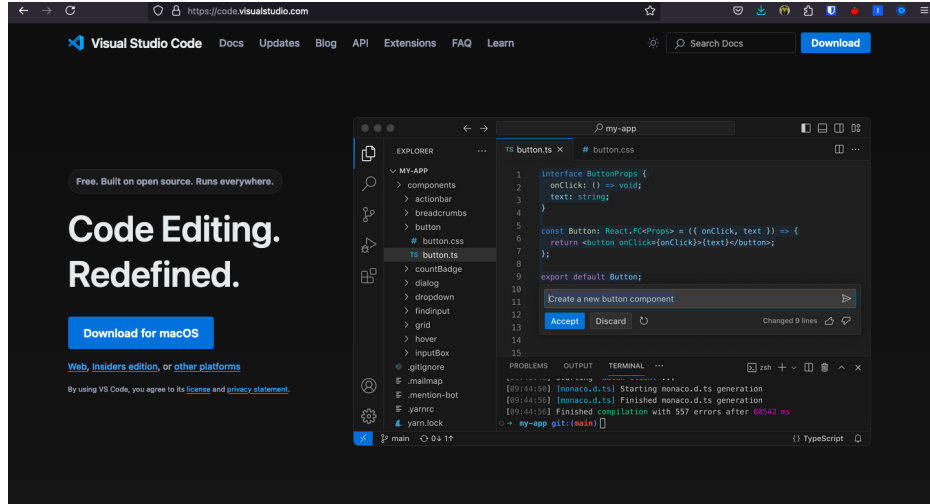 https://code.visualstudio.com
Visual Studio Code Docs Updates Blog API Extensions FAQ Learn
Search Docs
Download
Free. Built on open source. Runs everywhere.
Code Editing.
Redefined.
Download for macOS
Web, Insiders edition, or other platforms
By using VS Code, you agree to its license and privacy statement.
my-app
EXPLORER
MY-APP
components
actionbar
breadcrumbs
button
# button.css
TS button.ts
countBadge
dialog
dropdown
findinput
grid
hover
inputBox
.gitignore
.mailmap
.mention-bot
.yarnrc
yarn.lock
TS button.ts
# button.css
1 interface ButtonProps {
2 onClick: () => void;
3 text: string;
4 }
5
6 const Button: React.FC<Props> = ({ onClick, text }) => {
7 return <button onClick={onClick}>{text}</button>;
8 };
9 export default Button;
10
11
12
13
14
15
Create a new button component
Accept Discard
Changed 9 lines
PROBLEMS OUTPUT TERMINAL
zsh
[09:44:50] [monaco.d.ts] Starting monaco.d.ts generation
[09:44:56] [monaco.d.ts] Finished monaco.d.ts generation
[09:44:56] Finished compilation with 557 errors after 80542 ms
my-app git:(main)
main 0↓ 1↑
{} TypeScript